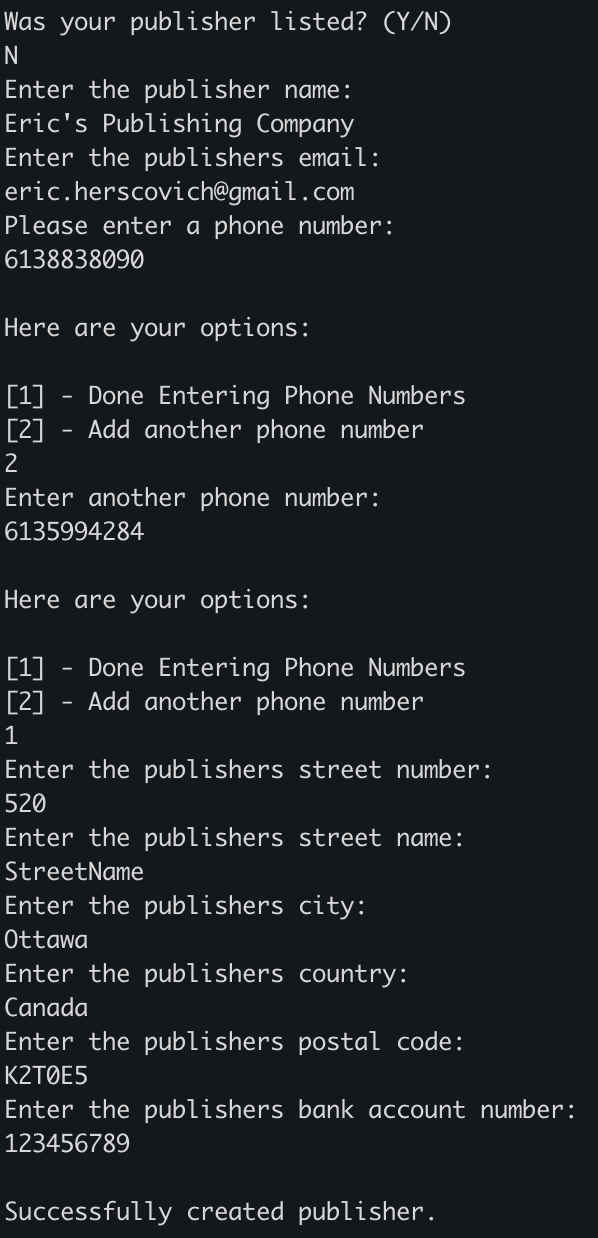 Was your publisher listed? (Y/N)
N
Enter the publisher name:
Eric's Publishing Company
Enter the publishers email:
eric.herscovich@gmail.com
Please enter a phone number:
6138838090
Here are your options:
[1] - Done Entering Phone Numbers
[2] - Add another phone number
2
Enter another phone number:
6135994284
Here are your options:
[1] - Done Entering Phone Numbers
[2] - Add another phone number
1
Enter the publishers street number:
520
Enter the publishers street name:
StreetName
Enter the publishers city:
Ottawa
Enter the publishers country:
Canada
Enter the publishers postal code:
K2T0E5
Enter the publishers bank account number:
123456789
Successfully created publisher.